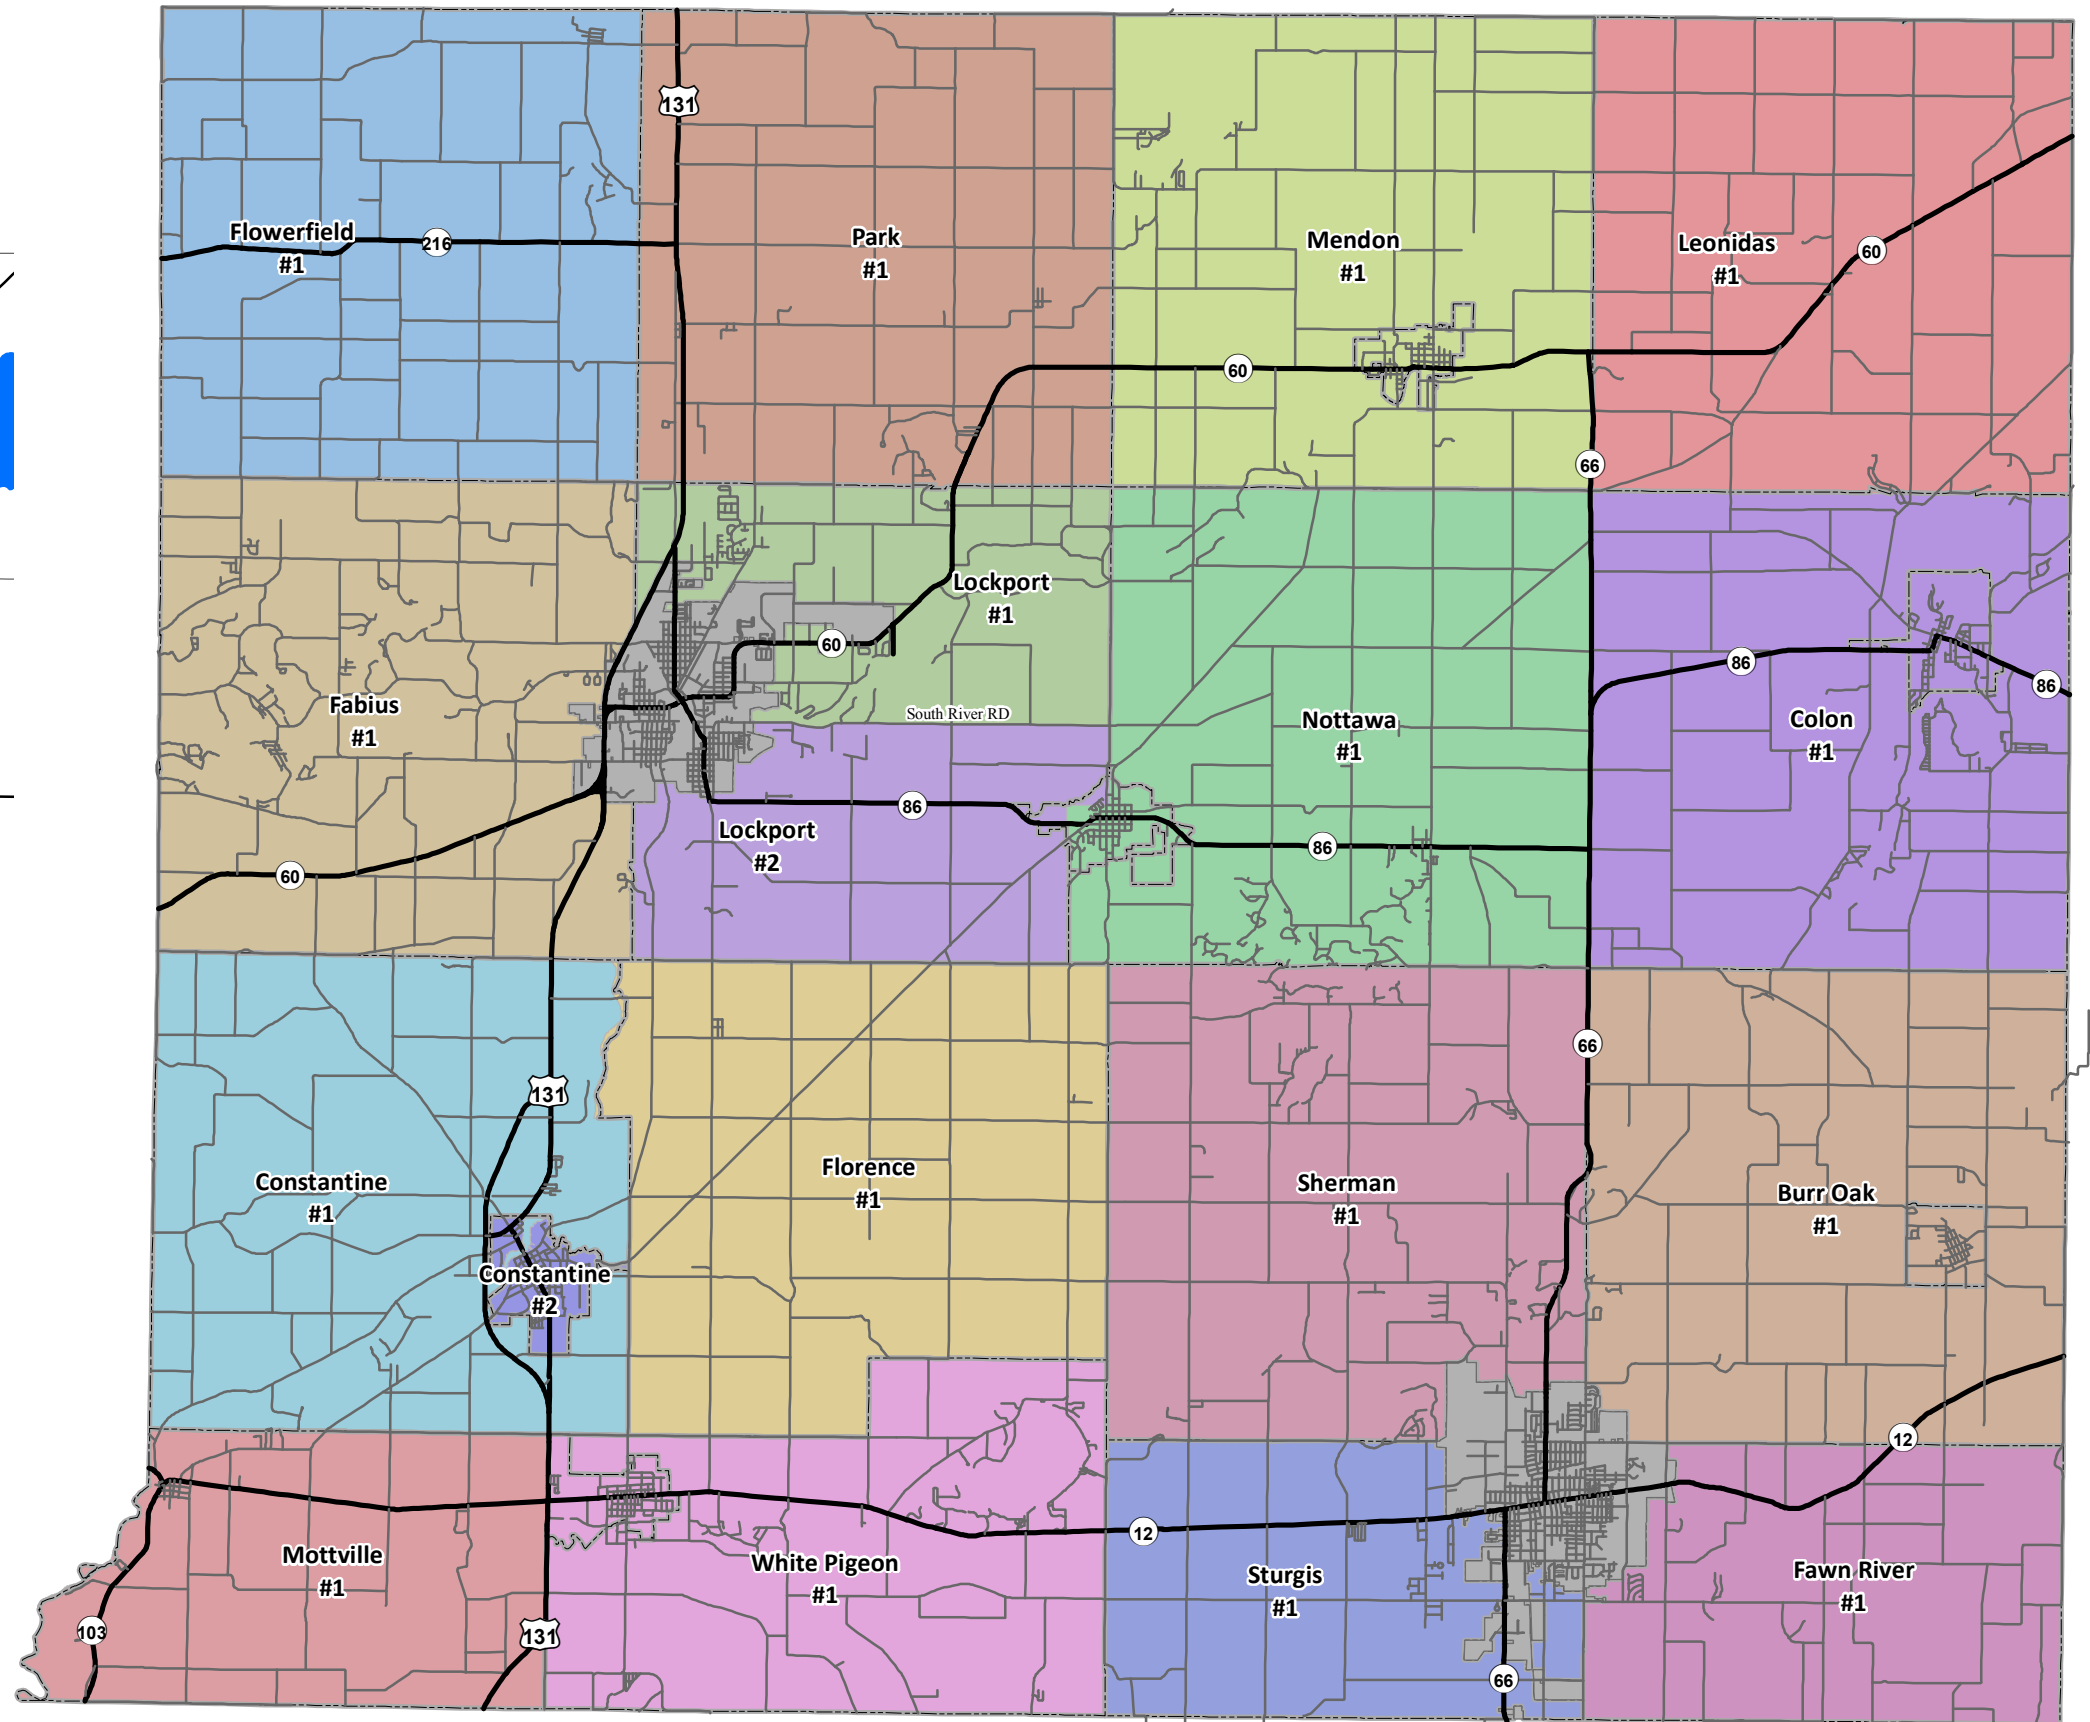 131
Flowerfield
#1
216
Park
#1
Mendon
#1
Leonidas
#1
60
60
66
Lockport
#1
60
Fabius
#1
South River RD
Nottawa
#1
86
86
Colon
#1
Lockport
#2
86
86
60
66
131
Constantine
#1
Florence
#1
Sherman
#1
Burr Oak
#1
Constantine
#2
12
12
Mottville
#1
White Pigeon
#1
Sturgis
#1
Fawn River
#1
103
131
66